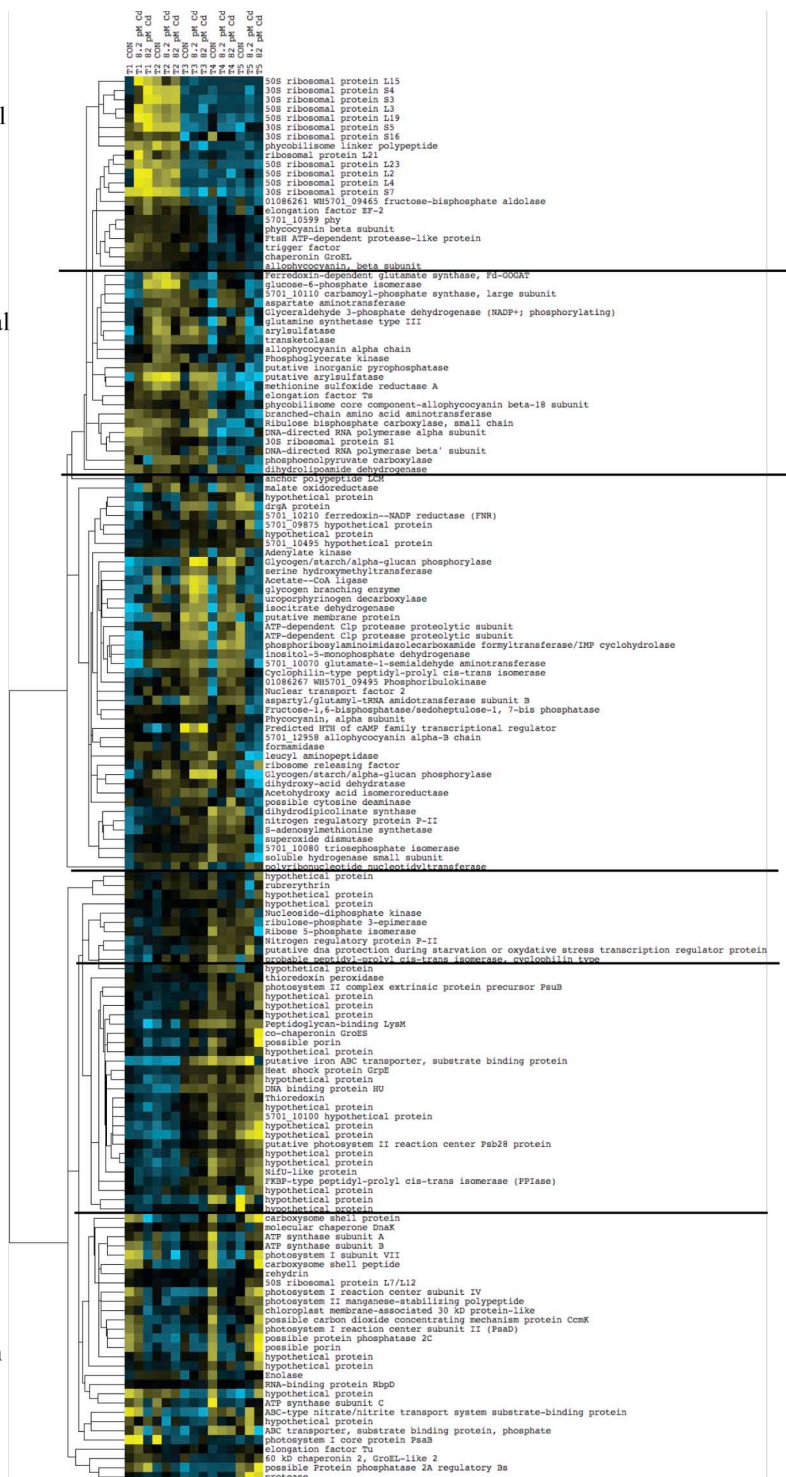 T1 CON
T1 8.2 pM Cd
T1 82 pM Cd
T2 CON
T2 8.2 pM Cd
T2 82 pM Cd
T3 CON
T3 8.2 pM Cd
T3 82 pM Cd
T4 CON
T4 8.2 pM Cd
T4 82 pM Cd
T5 CON
T5 8.2 pM Cd
T5 82 pM Cd
50S ribosomal protein L15
30S ribosomal protein S4
30S ribosomal protein S3
50S ribosomal protein L3
50S ribosomal protein L19
30S ribosomal protein S5
30S ribosomal protein S16
phycobilisome linker polypeptide
ribosomal protein L21
50S ribosomal protein L23
50S ribosomal protein L2
50S ribosomal protein L4
30S ribosomal protein S7
01086261 WH5701_09465 fructose-bisphosphate aldolase
elongation factor EF-2
5701_10599 phy
phycocyanin beta subunit
FtsH ATP-dependent protease-like protein
trigger factor
chaperonin GroEL
allophycocyanin, beta subunit
Ferredoxin-dependent glutamate synthase, Fd-GOGAT
glucose-6-phosphate isomerase
5701_10110 carbamoyl-phosphate synthase, large subunit
aspartate aminotransferase
Glyceraldehyde 3-phosphate dehydrogenase (NADP+; phosphorylating)
glutamine synthetase type III
arylsulfatase
transketolase
allophycocyanin alpha chain
Phosphoglycerate kinase
putative inorganic pyrophosphatase
putative arylsulfatase
methionine sulfoxide reductase A
elongation factor Ts
phycobilisome core component-allophycocyanin beta-18 subunit
branched-chain amino acid aminotransferase
Ribulose bisphosphate carboxylase, small chain
DNA-directed RNA polymerase alpha subunit
30S ribosomal protein S1
DNA-directed RNA polymerase beta' subunit
phosphoenolpyruvate carboxylase
dihydrolipoamide dehydrogenase
anchor polypeptide LCM
malate oxidoreductase
hypothetical protein
drgA protein
5701_10210 ferredoxin--NADP reductase (FNR)
5701_09875 hypothetical protein
hypothetical protein
5701_10495 hypothetical protein
Adenylate kinase
Glycogen/starch/alpha-glucan phosphorylase
serine hydroxymethyltransferase
Acetate--CoA ligase
glycogen branching enzyme
uroporphyrinogen decarboxylase
isocitrate dehydrogenase
putative membrane protein
ATP-dependent Clp protease proteolytic subunit
ATP-dependent Clp protease proteolytic subunit
phosphoribosylaminoimidazolecarboxamide formyltransferase/IMP cyclohydrolase
inositol-5-monophosphate dehydrogenase
5701_10070 glutamate-1-semialdehyde aminotransferase
Cyclophilin-type peptidyl-prolyl cis-trans isomerase
01086267 WH5701_09495 Phosphoribulokinase
Nuclear transport factor 2
aspartyl/glutamyl-tRNA amidotransferase subunit B
Fructose-1,6-bisphosphatase/sedoheptulose-1, 7-bis phosphatase
Phycocyanin, alpha subunit
Predicted HTH of cAMP family transcriptional regulator
5701_12958 allophycocyanin alpha-B chain
formamidase
leucyl aminopeptidase
ribosome releasing factor
Glycogen/starch/alpha-glucan phosphorylase
dihydroxy-acid dehydratase
Acetohydroxy acid isomeroreductase
possible cytosine deaminase
dihydrodipicolinate synthase
nitrogen regulatory protein P-II
S-adenosylmethionine synthetase
superoxide dismutase
5701_10080 triosephosphate isomerase
soluble hydrogenase small subunit
polyribonucleotide nucleotidyltransferase
hypothetical protein
rubrerythrin
hypothetical protein
hypothetical protein
Nucleoside-diphosphate kinase
ribulose-phosphate 3-epimerase
Ribose 5-phosphate isomerase
Nitrogen regulatory protein P-II
putative dna protection during starvation or oxydative stress transcription regulator protein
probable peptidyl-prolyl cis-trans isomerase, cyclophilin type
hypothetical protein
thioredoxin peroxidase
photosystem II complex extrinsic protein precursor PsuB
hypothetical protein
hypothetical protein
hypothetical protein
Peptidoglycan-binding LysM
co-chaperonin GroES
possible porin
hypothetical protein
putative iron ABC transporter, substrate binding protein
Heat shock protein GrpE
hypothetical protein
DNA binding protein HU
Thioredoxin
hypothetical protein
5701_10100 hypothetical protein
hypothetical protein
hypothetical protein
putative photosystem II reaction center Psb28 protein
hypothetical protein
hypothetical protein
NifU-like protein
FKBP-type peptidyl-prolyl cis-trans isomerase (PPIase)
hypothetical protein
hypothetical protein
hypothetical protein
carboxysome shell protein
molecular chaperone DnaK
ATP synthase subunit A
ATP synthase subunit B
photosystem I subunit VII
carboxysome shell peptide
rehydrin
50S ribosomal protein L7/L12
photosystem I reaction center subunit IV
photosystem II manganese-stabilizing polypeptide
chloroplast membrane-associated 30 kD protein-like
possible carbon dioxide concentrating mechanism protein CcmK
photosystem I reaction center subunit II (PsaD)
possible protein phosphatase 2C
possible porin
hypothetical protein
hypothetical protein
Enolase
RNA-binding protein RbpD
hypothetical protein
ATP synthase subunit C
ABC-type nitrate/nitrite transport system substrate-binding protein
hypothetical protein
ABC transporter, substrate binding protein, phosphate
photosystem I core protein PsaB
elongation factor Tu
60 kD chaperonin 2, GroEL-like 2
possible Protein phosphatase 2A regulatory Bs